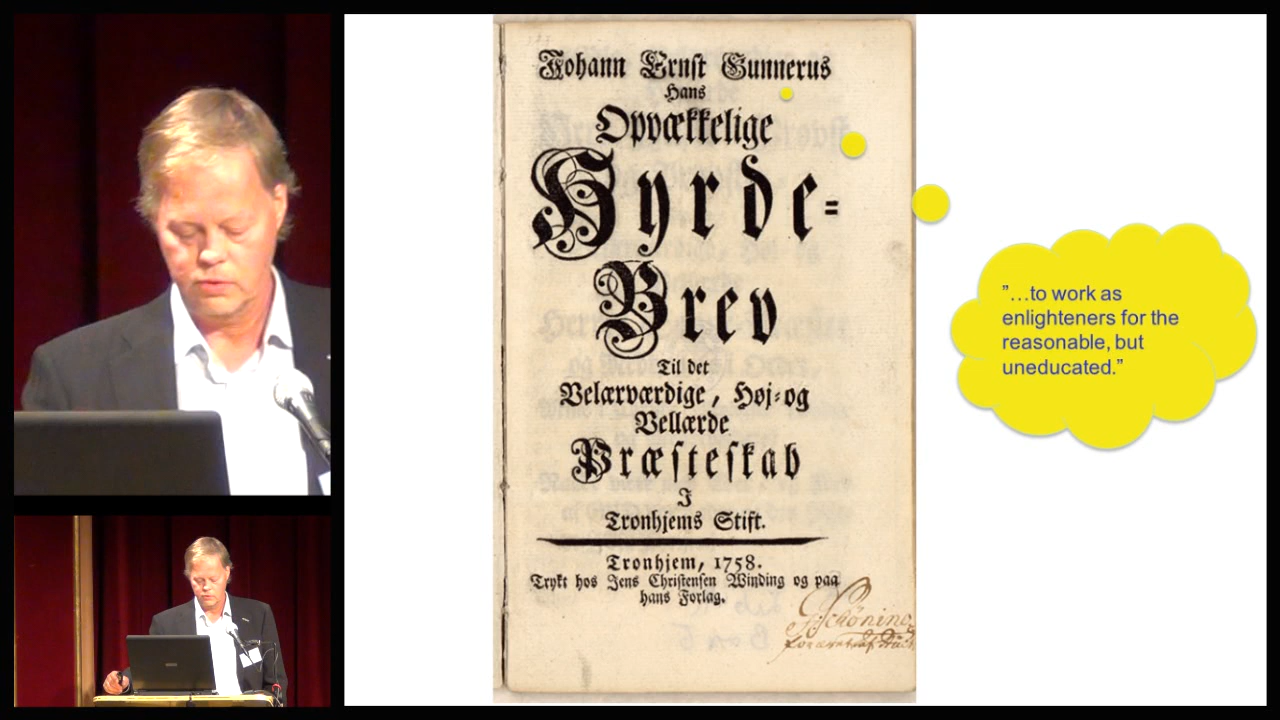 Johann Ernst Gunnerus
Hans
Opvækkelige
Hyrde-
Brev
Til det
Velærværdige, Høj-og
Vellærde
Præsteskab
I
Tronhjems Stift.
Tronhjem, 1758.
Trykt hos Jens Christensen Winding og paa
hans Forlag.
Schöning
”…to work as
enlighteners for the
reasonable, but
uneducated.”